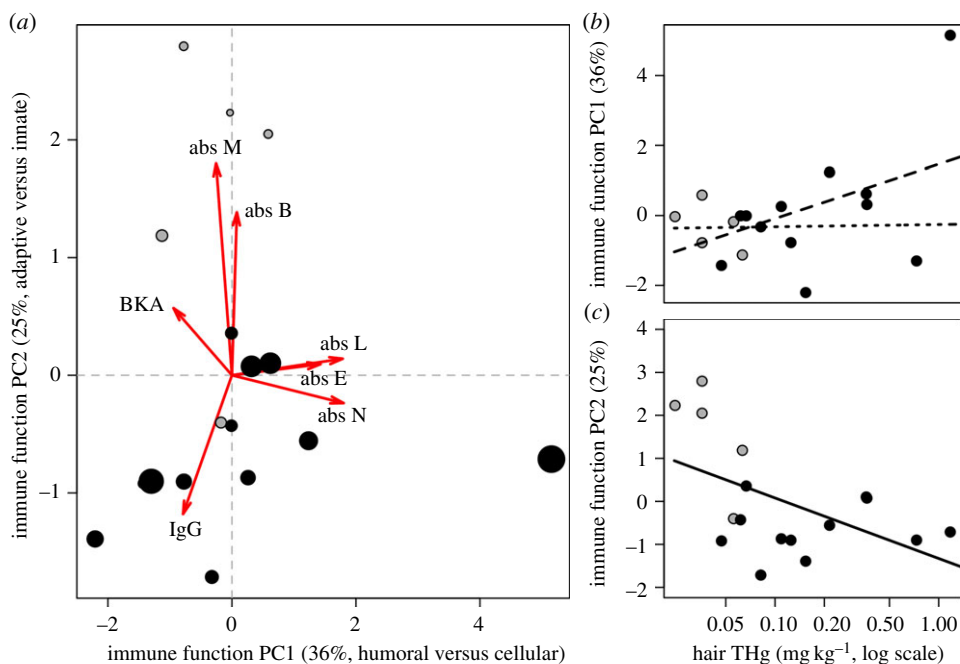 (a)
immune function PC2 (25%, adaptive versus innate)
2
1
0
−1
abs M
abs B
BKA
abs L
abs E
abs N
IgG
−2
0
2
4
immune function PC1 (36%, humoral versus cellular)
(b)
immune function PC1 (36%)
4
2
0
−2
(c)
immune function PC2 (25%)
4
3
2
1
0
−1
−2
0.05
0.10
0.20
0.50
1.00
hair THg (mg kg⁻¹, log scale)